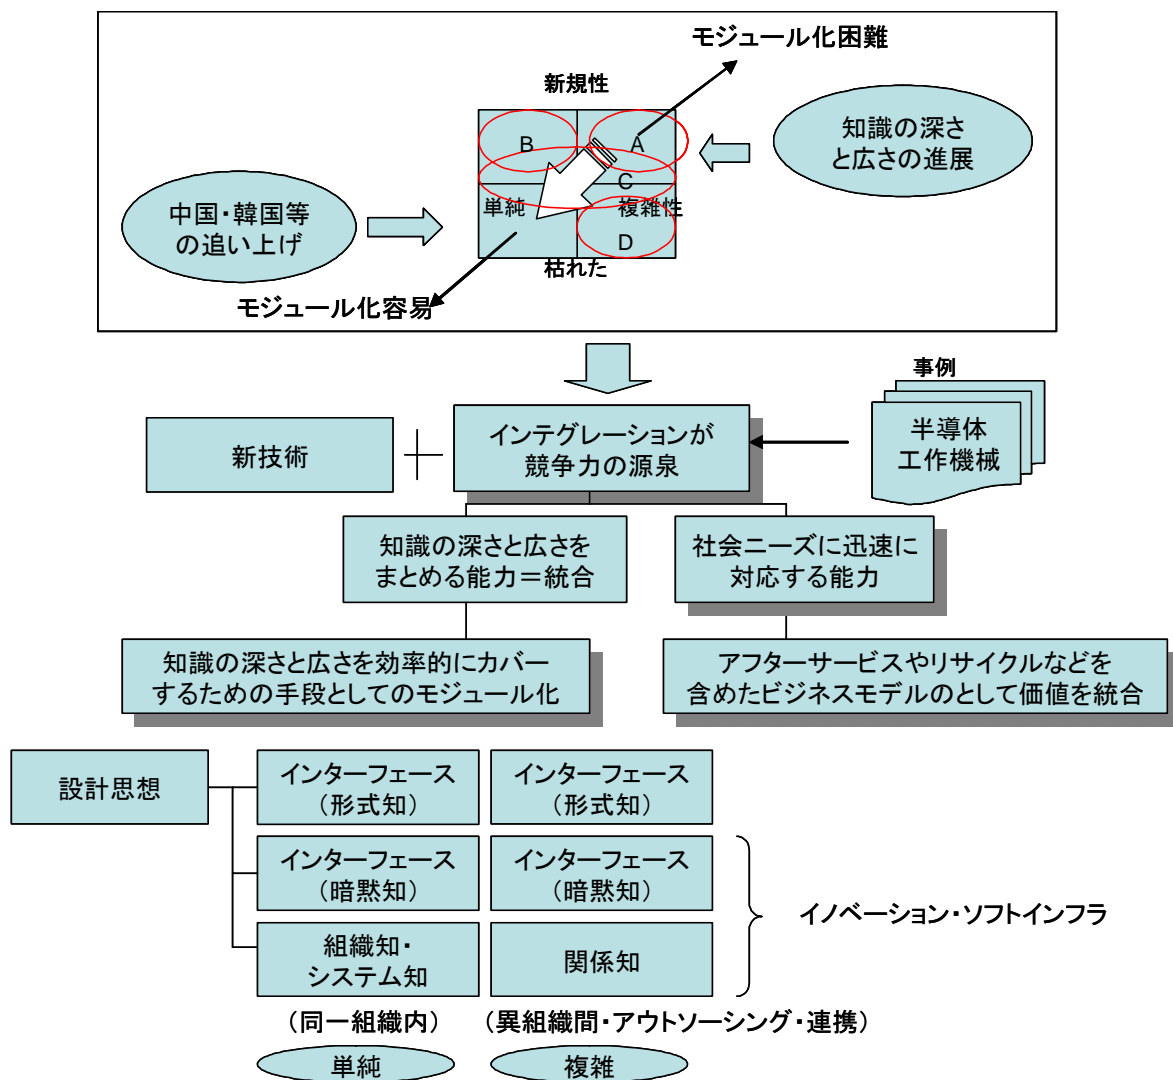 モジュール化困難
新規性
知識の深さ
と広さの進展
B
A
C
単純
複雑性
D
中国・韓国等
の追い上げ
枯れた
モジュール化容易
事例
新技術
インテグレーションが
競争力の源泉
半導体
工作機械
知識の深さと広さを
まとめる能力＝統合
社会ニーズに迅速に
対応する能力
知識の深さと広さを効率的にカバー
するための手段としてのモジュール化
アフターサービスやリサイクルなどを
含めたビジネスモデルのとして価値を統合
設計思想
インターフェース
（形式知）
インターフェース
（形式知）
インターフェース
（暗黙知）
インターフェース
（暗黙知）
イノベーション・ソフトインフラ
組織知・
システム知
関係知
（同一組織内）
（異組織間・アウトソーシング・連携）
単純
複雑